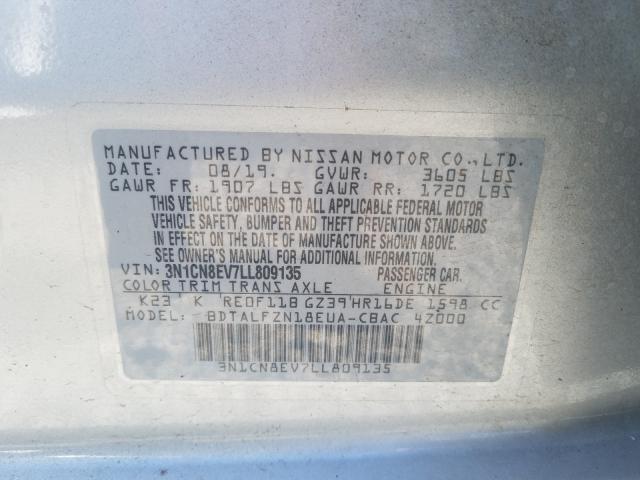 MANUFACTURED BY NISSAN MOTOR CO.,LTD.
DATE: 08/19. GVWR: 3605 LBS
GAWR FR: 1907 LBS GAWR RR: 1720 LBS
THIS VEHICLE CONFORMS TO ALL APPLICABLE FEDERAL MOTOR
VEHICLE SAFETY, BUMPER AND THEFT PREVENTION STANDARDS
IN EFFECT ON THE DATE OF MANUFACTURE SHOWN ABOVE.
SEE OWNER'S MANUAL FOR ADDITIONAL INFORMATION.
VIN: 3N1CN8EV7LL809135 PASSENGER CAR.
COLOR TRIM TRANS AXLE ENGINE
K23 K RE0F11B GZ39 HR16DE 1598 CC
MODEL: BDTALFZN18EUA-CBAC 42000
3N1CN8EV7LL809135